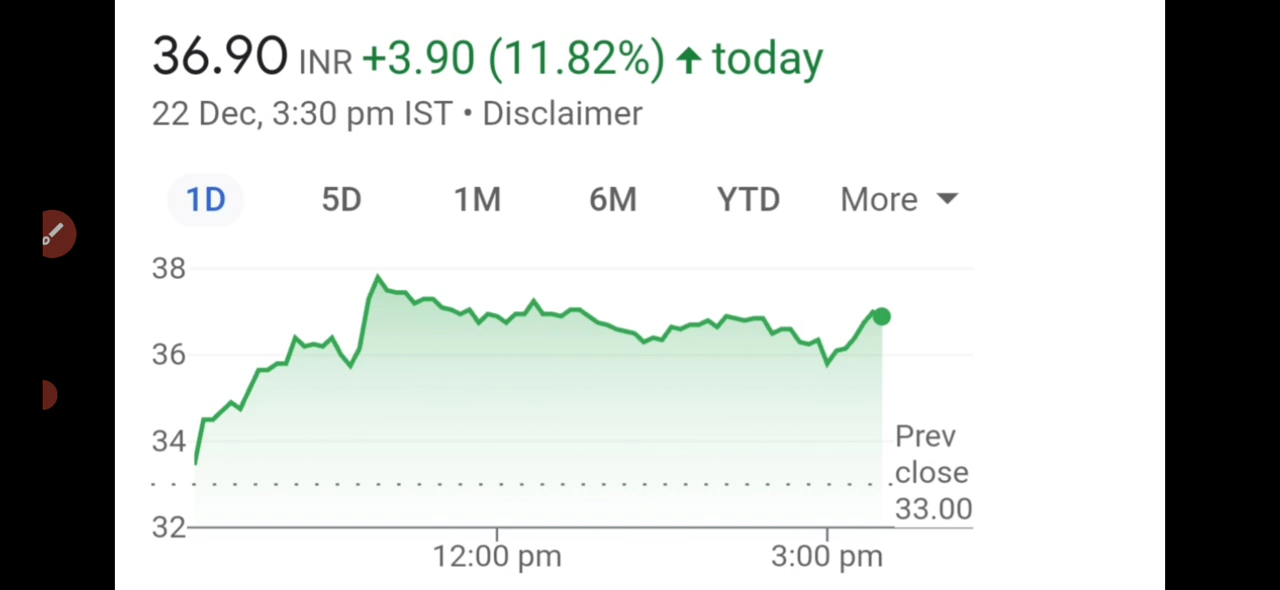 36.90 INR +3.90 (11.82%) ↑ today
22 Dec, 3:30 pm IST • Disclaimer
1D 5D 1M 6M YTD More
38
36
34
32
Prev
close
33.00
12:00 pm 3:00 pm